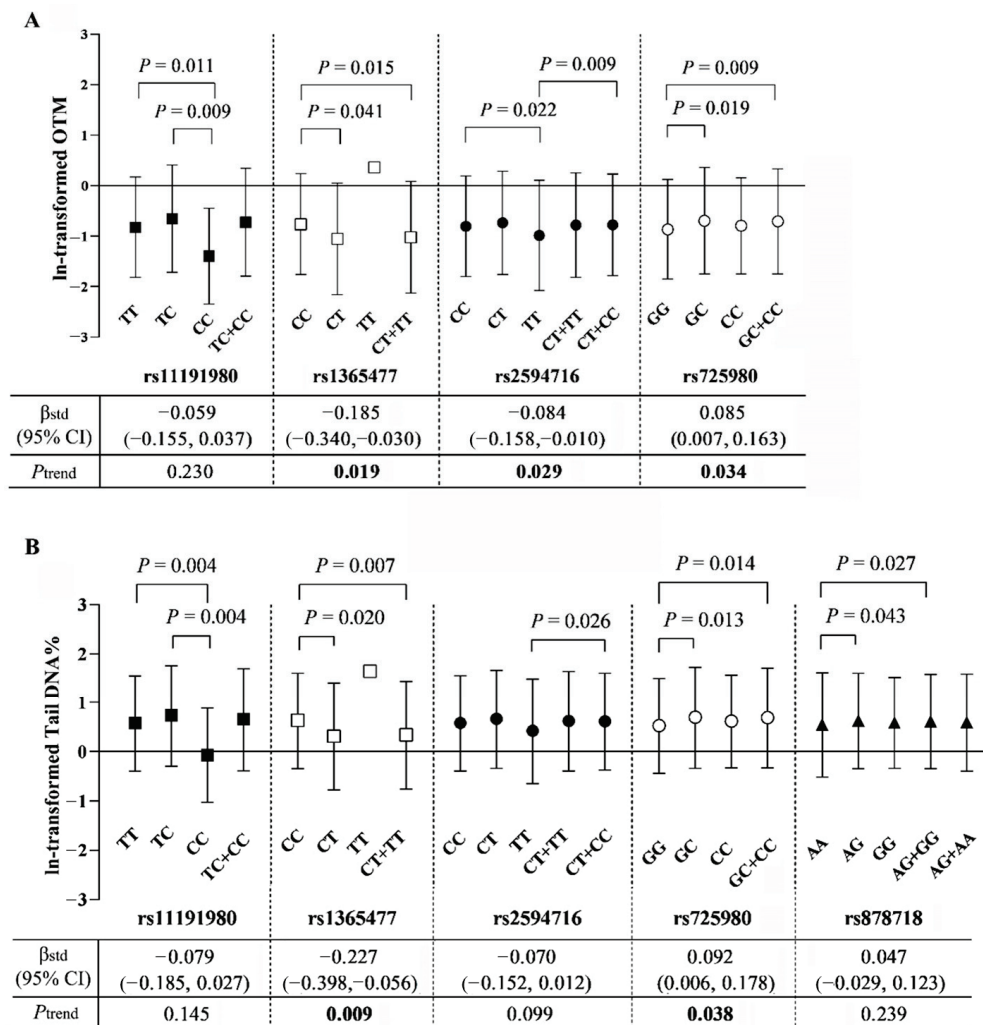 A
P = 0.011
P = 0.009
P = 0.015
P = 0.041
P = 0.009
P = 0.022
P = 0.009
P = 0.019
ln-transformed OTM
3
2
1
0
−1
−2
−3
TT TC CC TC+CC CC CT TT CT+TT CC CT TT CT+TT CT+CC GG GC CC GC+CC
rs11191980 rs1365477 rs2594716 rs725980
βstd −0.059 −0.185 −0.084 0.085
(95% CI) (−0.155, 0.037) (−0.340,−0.030) (−0.158,−0.010) (0.007, 0.163)
Ptrend 0.230 0.019 0.029 0.034
B
P = 0.004
P = 0.004
P = 0.007
P = 0.020
P = 0.026
P = 0.014
P = 0.013
P = 0.027
P = 0.043
ln-transformed Tail DNA%
3
2
1
0
−1
−2
−3
TT TC CC TC+CC CC CT TT CT+TT CC CT TT CT+TT CT+CC GG GC CC GC+CC AA AG GG AG+GG AG+AA
rs11191980 rs1365477 rs2594716 rs725980 rs878718
βstd −0.079 −0.227 −0.070 0.092 0.047
(95% CI) (−0.185, 0.027) (−0.398,−0.056) (−0.152, 0.012) (0.006, 0.178) (−0.029, 0.123)
Ptrend 0.145 0.009 0.099 0.038 0.239